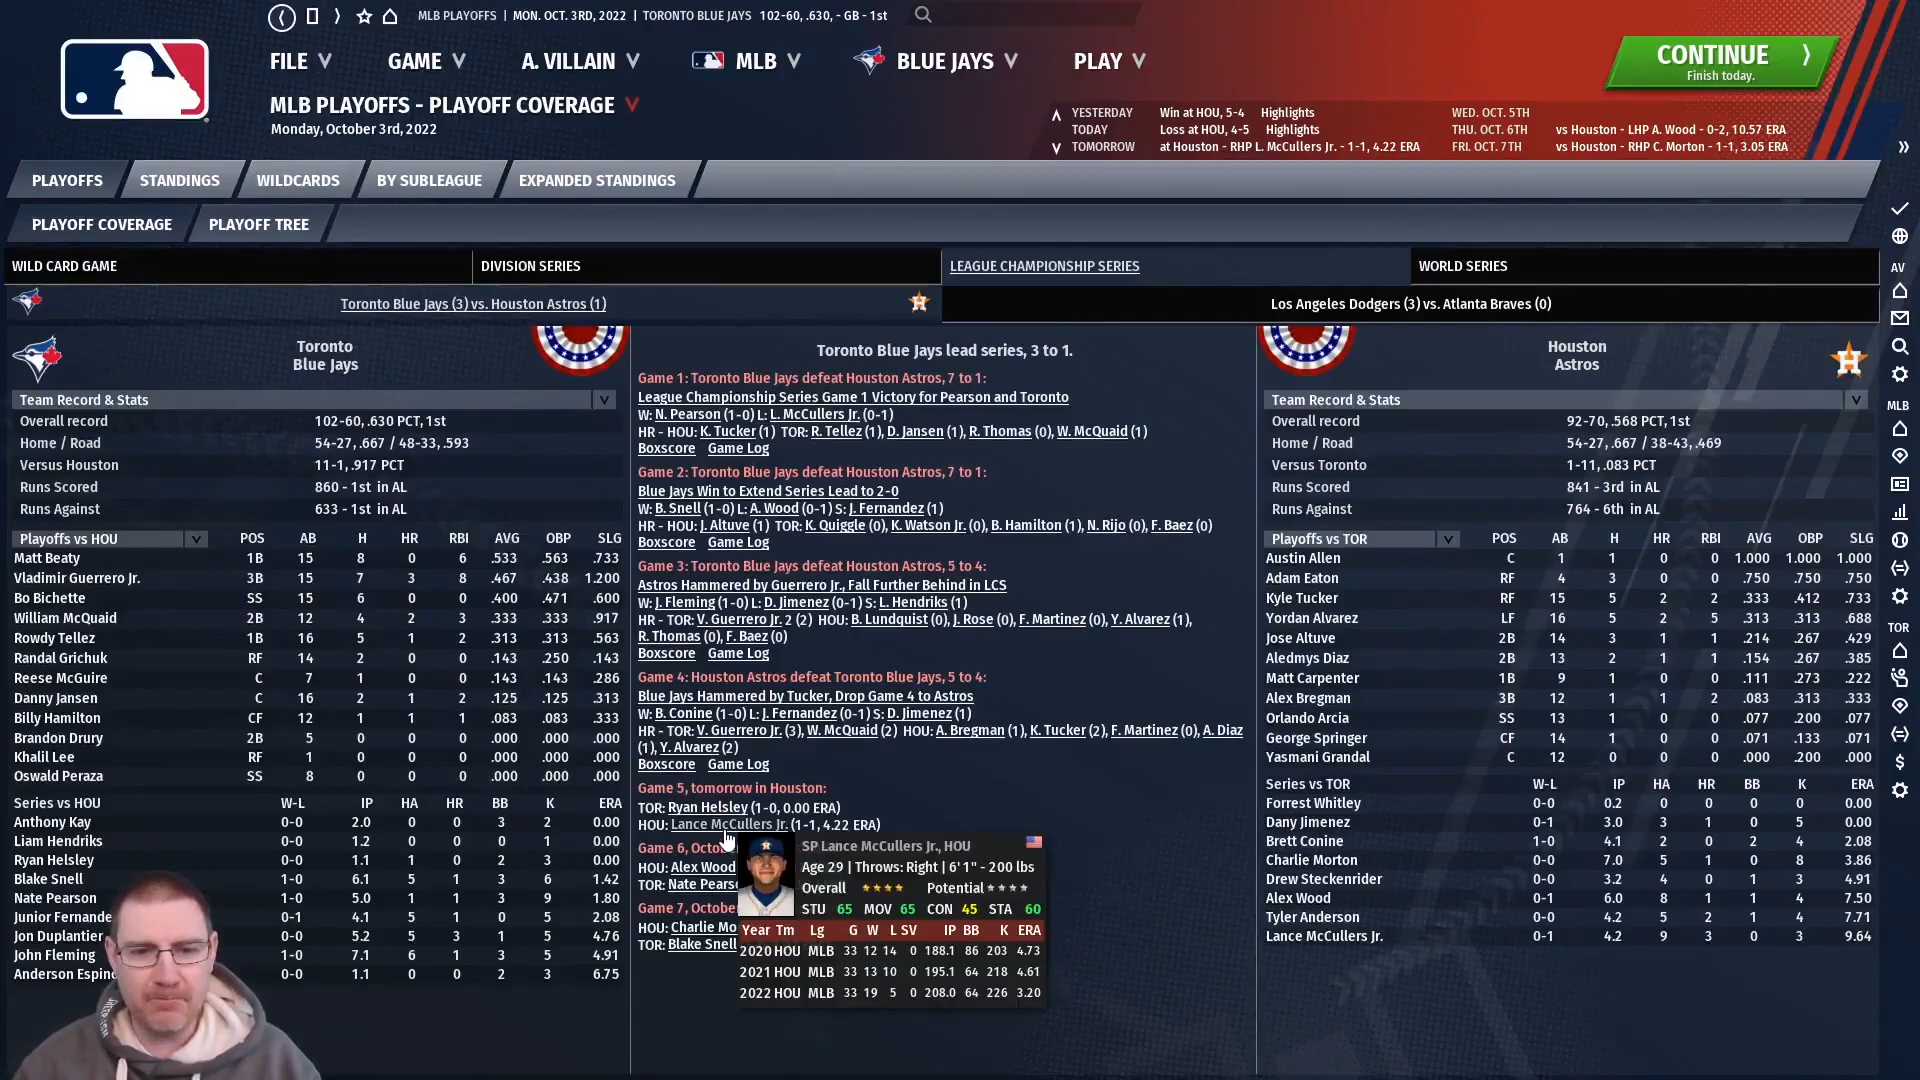 MLB PLAYOFFS | MON. OCT. 3RD, 2022 | TORONTO BLUE JAYS 102-60, .630, - GB - 1st
FILE GAME A. VILLAIN MLB BLUE JAYS PLAY
CONTINUE
Finish today.
MLB PLAYOFFS - PLAYOFF COVERAGE
Monday, October 3rd, 2022
YESTERDAY Win at HOU, 5-4 Highlights WED. OCT. 5TH
TODAY Loss at HOU, 4-5 Highlights THU. OCT. 6TH vs Houston - LHP A. Wood - 0-2, 10.57 ERA
TOMORROW at Houston - RHP L. McCullers Jr. - 1-1, 4.22 ERA FRI. OCT. 7TH vs Houston - RHP C. Morton - 1-1, 3.05 ERA
PLAYOFFS STANDINGS WILDCARDS BY SUBLEAGUE EXPANDED STANDINGS
PLAYOFF COVERAGE PLAYOFF TREE
WILD CARD GAME DIVISION SERIES LEAGUE CHAMPIONSHIP SERIES WORLD SERIES
Toronto Blue Jays (3) vs. Houston Astros (1) Los Angeles Dodgers (3) vs. Atlanta Braves (0)
Toronto
Blue Jays
Team Record & Stats
Overall record 102-60, .630 PCT, 1st
Home / Road 54-27, .667 / 48-33, .593
Versus Houston 11-1, .917 PCT
Runs Scored 860 - 1st in AL
Runs Against 633 - 1st in AL
Playoffs vs HOU POS AB H HR RBI AVG OBP SLG
Matt Beaty 1B 15 8 0 6 .533 .563 .733
Vladimir Guerrero Jr. 3B 15 7 3 8 .467 .438 1.200
Bo Bichette SS 15 6 0 0 .400 .471 .600
William McQuaid 2B 12 4 2 3 .333 .333 .917
Rowdy Tellez 1B 16 5 1 2 .313 .313 .563
Randal Grichuk RF 14 2 0 0 .143 .250 .143
Reese McGuire C 7 1 0 0 .143 .143 .286
Danny Jansen C 16 2 1 2 .125 .125 .313
Billy Hamilton CF 12 1 1 1 .083 .083 .333
Brandon Drury 2B 5 0 0 0 .000 .000 .000
Khalil Lee RF 1 0 0 0 .000 .000 .000
Oswald Peraza SS 8 0 0 0 .000 .000 .000
Series vs HOU W-L IP HA HR BB K ERA
Anthony Kay 0-0 2.0 0 0 3 2 0.00
Liam Hendriks 0-0 1.2 0 0 0 1 0.00
Ryan Helsley 0-0 1.1 1 0 2 3 0.00
Blake Snell 1-0 6.1 5 1 3 6 1.42
Nate Pearson 1-0 5.0 1 1 3 9 1.80
Junior Fernande 0-1 4.1 5 1 0 5 2.08
Jon Duplantier 0-0 5.2 5 3 1 5 4.76
John Fleming 1-0 7.1 6 1 3 5 4.91
Anderson Espin 0-0 1.1 0 0 2 3 6.75
Toronto Blue Jays lead series, 3 to 1.
Game 1: Toronto Blue Jays defeat Houston Astros, 7 to 1:
League Championship Series Game 1 Victory for Pearson and Toronto
W: N. Pearson (1-0) L: L. McCullers Jr. (0-1)
HR - HOU: K. Tucker (1) TOR: R. Tellez (1), D. Jansen (1), R. Thomas (0), W. McQuaid (1)
Boxscore Game Log
Game 2: Toronto Blue Jays defeat Houston Astros, 7 to 1:
Blue Jays Win to Extend Series Lead to 2-0
W: B. Snell (1-0) L: A. Wood (0-1) S: J. Fernandez (1)
HR - HOU: J. Altuve (1) TOR: K. Quiggle (0), K. Watson Jr. (0), B. Hamilton (1), N. Rijo (0), F. Baez (0)
Boxscore Game Log
Game 3: Toronto Blue Jays defeat Houston Astros, 5 to 4:
Astros Hammered by Guerrero Jr., Fall Further Behind in LCS
W: J. Fleming (1-0) L: D. Jimenez (0-1) S: L. Hendriks (1)
HR - TOR: V. Guerrero Jr. 2 (2) HOU: B. Lundquist (0), J. Rose (0), F. Martinez (0), Y. Alvarez (1),
R. Thomas (0), F. Baez (0)
Boxscore Game Log
Game 4: Houston Astros defeat Toronto Blue Jays, 5 to 4:
Blue Jays Hammered by Tucker, Drop Game 4 to Astros
W: B. Conine (1-0) L: J. Fernandez (0-1) S: D. Jimenez (1)
HR - TOR: V. Guerrero Jr. (3), W. McQuaid (2) HOU: A. Bregman (1), K. Tucker (2), F. Martinez (0), A. Diaz
(1), Y. Alvarez (2)
Boxscore Game Log
Game 5, tomorrow in Houston:
TOR: Ryan Helsley (1-0, 0.00 ERA)
HOU: Lance McCullers Jr. (1-1, 4.22 ERA)
Game 6, Octo
HOU: Alex Wood
TOR: Nate Pears
Game 7, October
HOU: Charlie Mo
TOR: Blake Snell
SP Lance McCullers Jr., HOU
Age 29 | Throws: Right | 6' 1" - 200 lbs
Overall Potential
STU 65 MOV 65 CON 45 STA 60
Year Tm Lg G W L SV IP BB K ERA
2020 HOU MLB 33 12 14 0 188.1 86 203 4.73
2021 HOU MLB 33 13 10 0 195.1 64 218 4.61
2022 HOU MLB 33 19 5 0 208.0 64 226 3.20
Houston
Astros
Team Record & Stats
Overall record 92-70, .568 PCT, 1st
Home / Road 54-27, .667 / 38-43, .469
Versus Toronto 1-11, .083 PCT
Runs Scored 841 - 3rd in AL
Runs Against 764 - 6th in AL
Playoffs vs TOR POS AB H HR RBI AVG OBP SLG
Austin Allen C 1 1 0 0 1.000 1.000 1.000
Adam Eaton RF 4 3 0 0 .750 .750 .750
Kyle Tucker RF 15 5 2 2 .333 .412 .733
Yordan Alvarez LF 16 5 2 5 .313 .313 .688
Jose Altuve 2B 14 3 1 1 .214 .267 .429
Aledmys Diaz 2B 13 2 1 1 .154 .267 .385
Matt Carpenter 1B 9 1 0 0 .111 .273 .222
Alex Bregman 3B 12 1 1 2 .083 .313 .333
Orlando Arcia SS 13 1 0 0 .077 .200 .077
George Springer CF 14 1 0 0 .071 .133 .071
Yasmani Grandal C 12 0 0 0 .000 .200 .000
Series vs TOR W-L IP HA HR BB K ERA
Forrest Whitley 0-0 0.2 0 0 0 0 0.00
Dany Jimenez 1-1 3.0 3 1 0 5 0.00
Brett Conine 1-0 4.1 2 0 2 4 2.08
Charlie Morton 0-0 7.0 5 1 0 8 3.86
Drew Steckenrider 0-0 3.2 4 0 1 3 4.91
Alex Wood 0-1 6.0 8 1 1 4 7.50
Tyler Anderson 0-0 4.2 5 2 1 4 7.71
Lance McCullers Jr. 0-1 4.2 9 3 0 3 9.64
AV
MLB
TOR